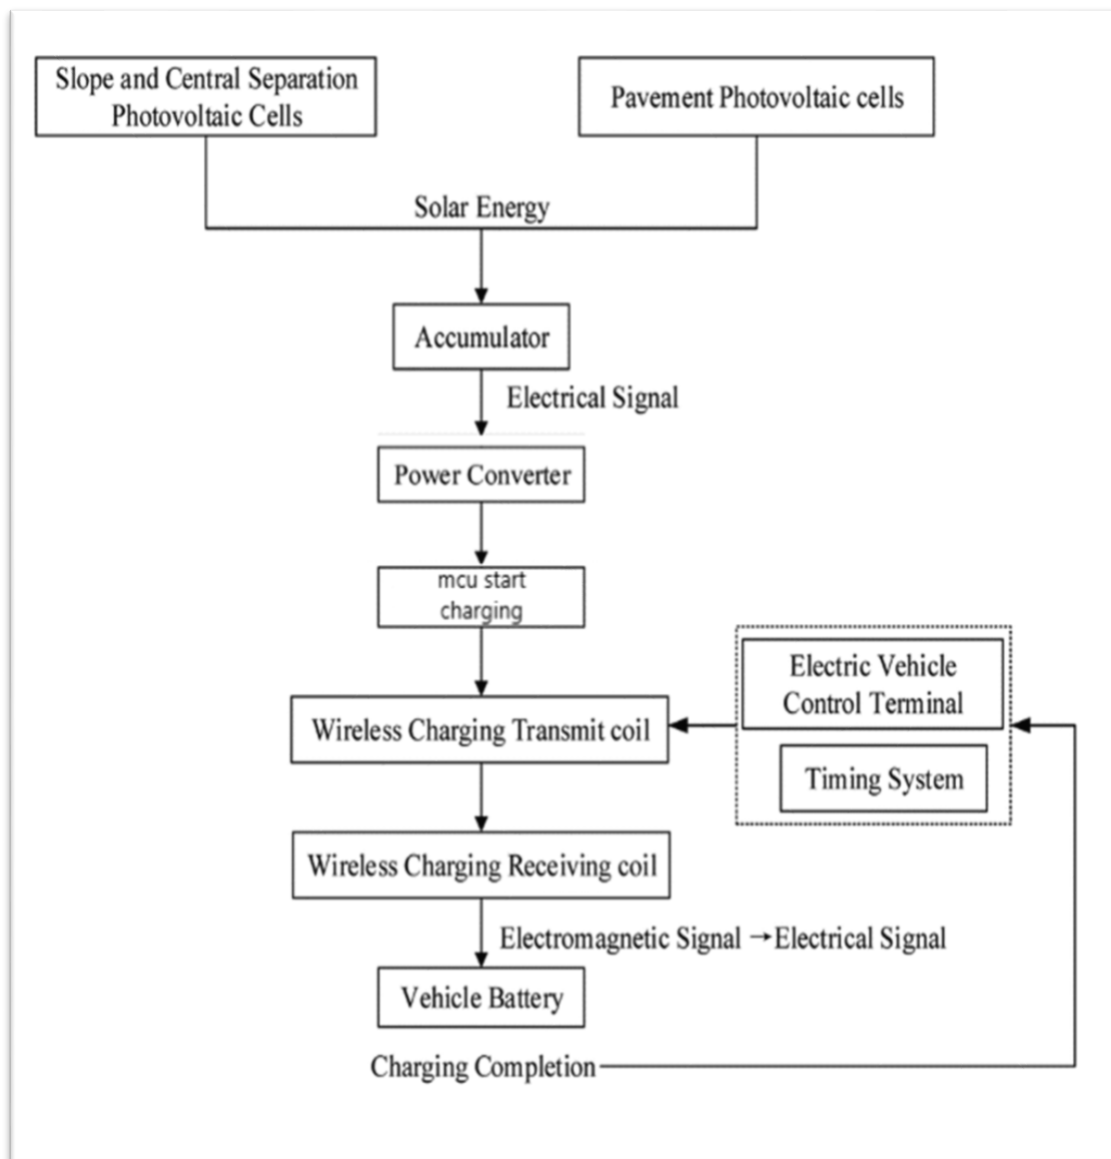 Slope and Central Separation
Photovoltaic Cells
Pavement Photovoltaic cells
Solar Energy
Accumulator
Electrical Signal
Power Converter
mcu start
charging
Electric Vehicle
Control Terminal
Wireless Charging Transmit coil
Timing System
Wireless Charging Receiving coil
Electromagnetic Signal →Electrical Signal
Vehicle Battery
Charging Completion